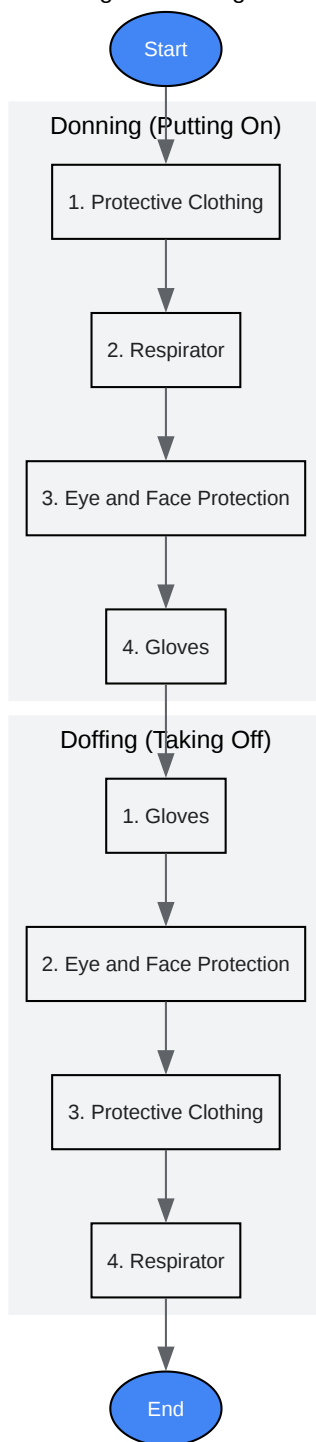 Start
Donning (Putting On)
1. Protective Clothing
2. Respirator
3. Eye and Face Protection
4. Gloves
Doffing (Taking Off)
1. Gloves
2. Eye and Face Protection
3. Protective Clothing
4. Respirator
End